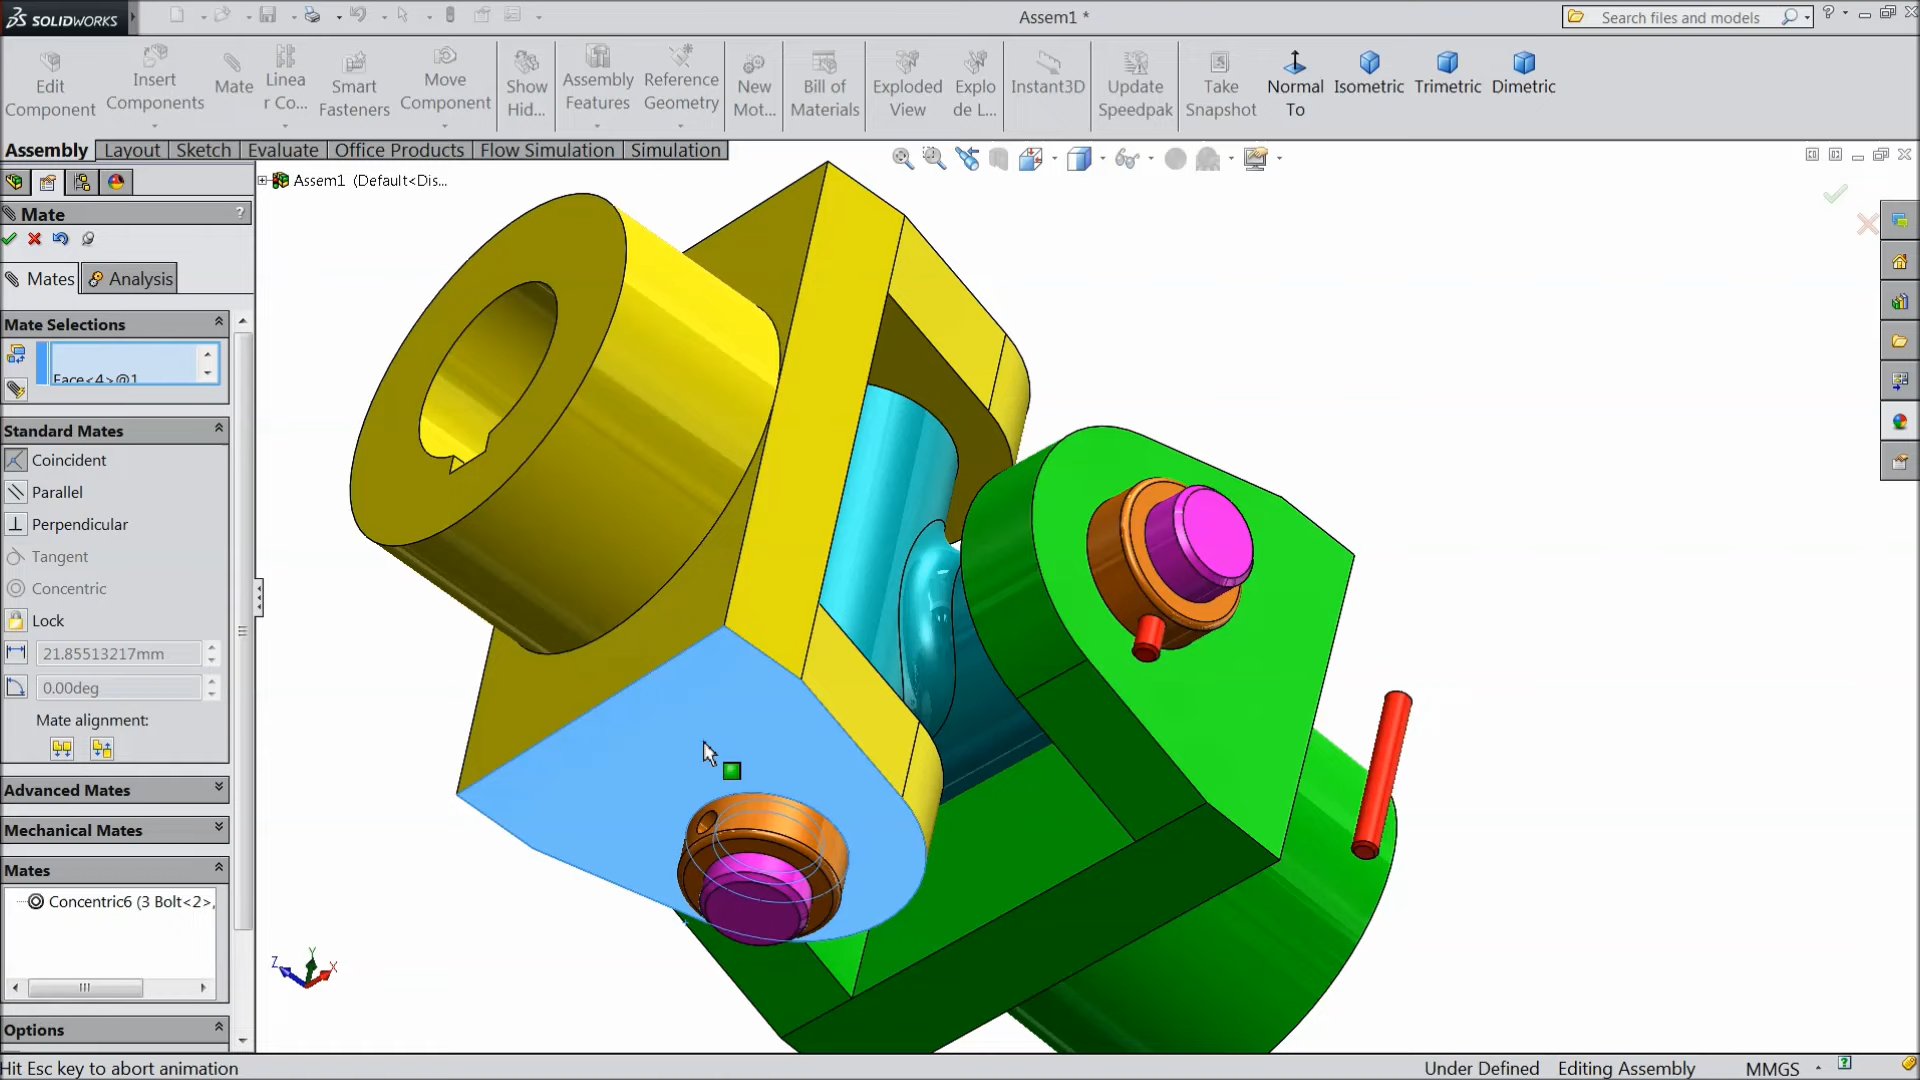 SOLIDWORKS
Assem1 *
Search files and models
?
Edit Component
Insert Components
Mate
Linea r Co...
Smart Fasteners
Move Component
Show Hid...
Assembly Features
Reference Geometry
New Mot...
Bill of Materials
Exploded View
Explo de L...
Instant3D
Update Speedpak
Take Snapshot
Normal To
Isometric
Trimetric
Dimetric
Assembly
Layout
Sketch
Evaluate
Office Products
Flow Simulation
Simulation
Assem1 (Default<Dis...
Mate
?
Mates
Analysis
Mate Selections
Face<4>@1
Standard Mates
Coincident
Parallel
Perpendicular
Tangent
Concentric
Lock
21.85513217mm
0.00deg
Mate alignment:
Advanced Mates
Mechanical Mates
Mates
Concentric6 (3 Bolt<2>,
Options
Y
Z
X
Hit Esc key to abort animation
Under Defined
Editing Assembly
MMGS
?